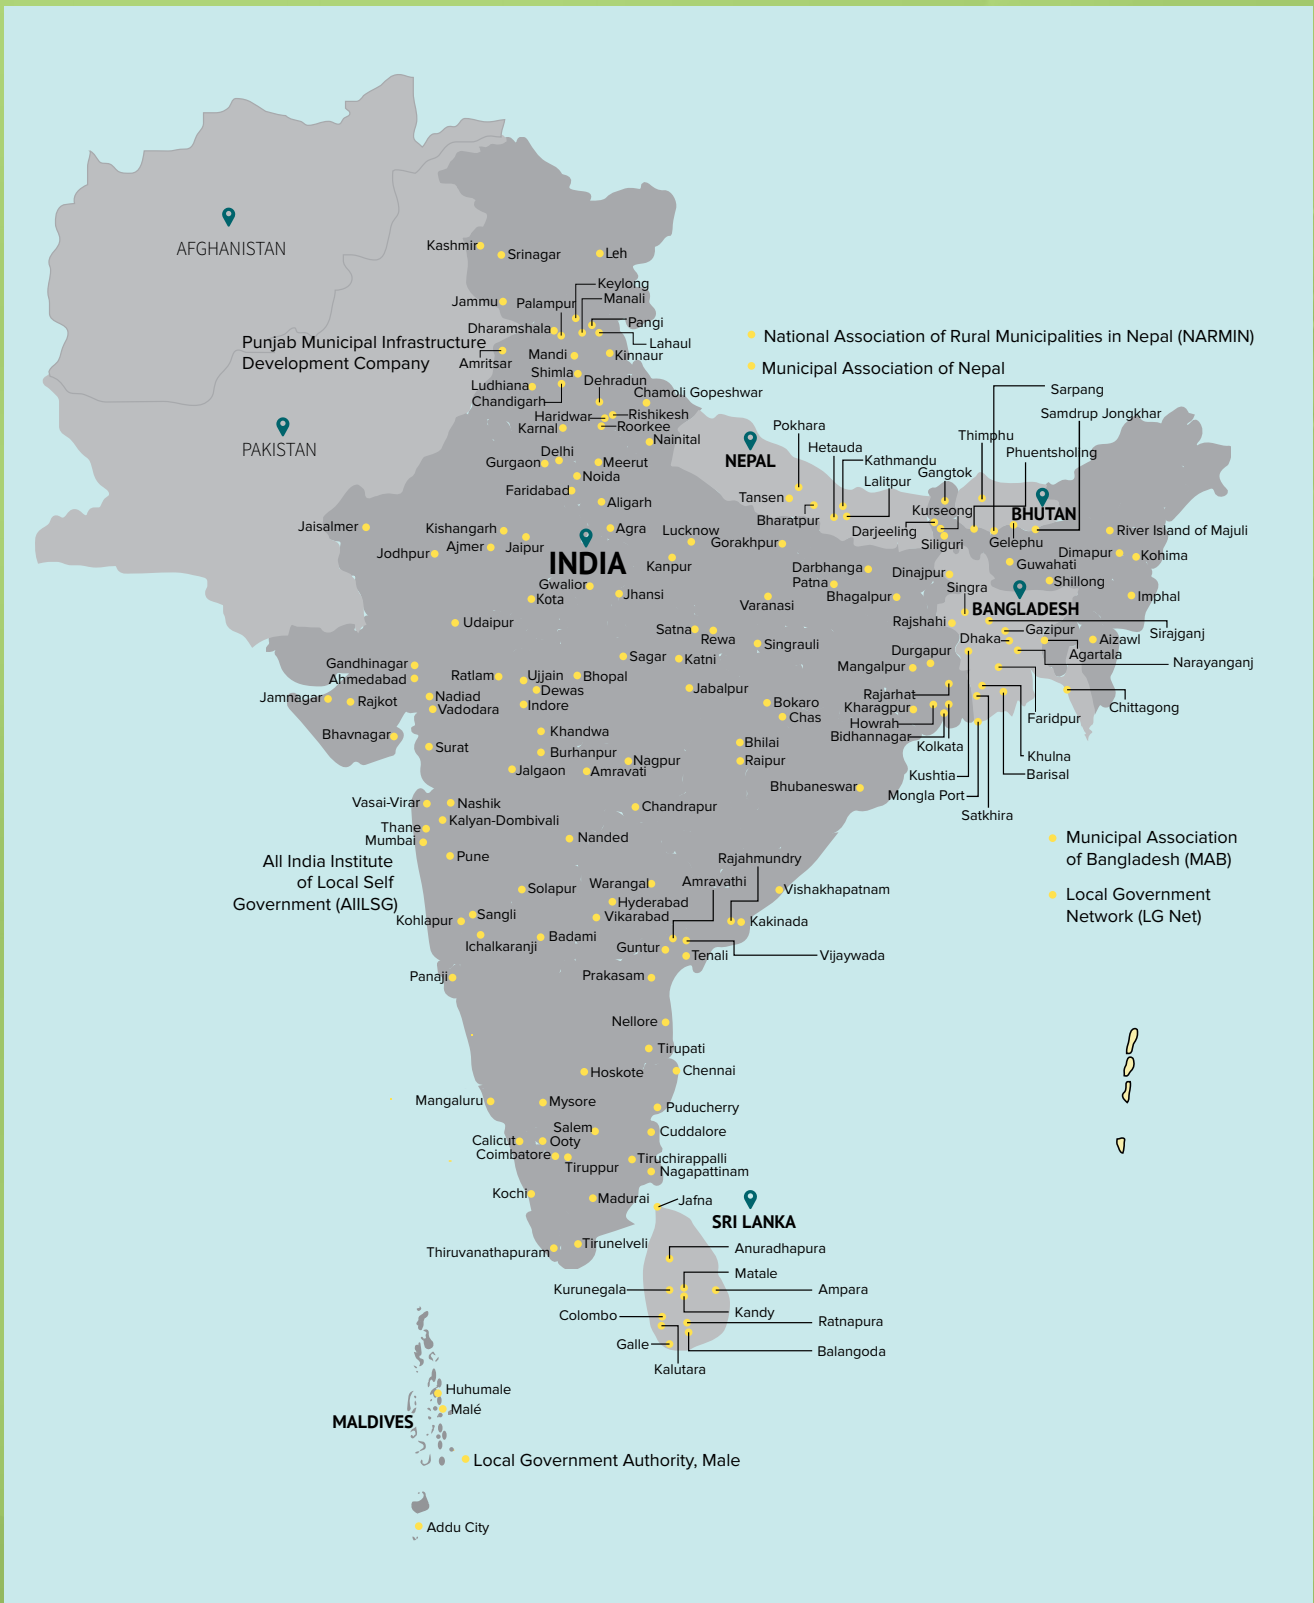 AFGHANISTAN
Kashmir
Srinagar
Leh
Keylong
Jammu
Palampur
Manali
Dharamshala
Pangi
Lahaul
Punjab Municipal Infrastructure
Development Company
Amritsar
Mandi
Kinnaur
Shimla
Ludhiana
Dehradun
Chandigarh
Chamoli Gopeshwar
Haridwar
Rishikesh
Karnal
Roorkee
Nainital
National Association of Rural Municipalities in Nepal (NARMIN)
Municipal Association of Nepal
PAKISTAN
Delhi
Gurgaon
Meerut
Noida
Faridabad
Aligarh
NEPAL
Pokhara
Hetauda
Kathmandu
Lalitpur
Tansen
Bharatpur
Sarpang
Samdrup Jongkhar
Thimphu
Phuentsholing
Gangtok
Kurseong
BHUTAN
Darjeeling
Siliguri
Gelephu
River Island of Majuli
Dimapur
Kohima
Guwahati
Shillong
Imphal
Jaisalmer
Kishangarh
Agra
Lucknow
Jodhpur
Ajmer
Jaipur
INDIA
Gorakhpur
Kanpur
Gwalior
Jhansi
Kota
Darbhanga
Patna
Bhagalpur
Varanasi
Dinajpur
Singra
BANGLADESH
Udaipur
Satna
Rewa
Singrauli
Rajshahi
Dhaka
Gazipur
Aizawl
Sirajganj
Agartala
Narayanganj
Gandhinagar
Ahmedabad
Ratlam
Ujjain
Bhopal
Sagar
Katni
Durgapur
Mangalpur
Jamnagar
Rajkot
Nadiad
Vadodara
Dewas
Indore
Jabalpur
Bokaro
Chas
Rajarhat
Kharagpur
Howrah
Bidhannagar
Kolkata
Faridpur
Chittagong
Bhavnagar
Surat
Khandwa
Burhanpur
Bhilai
Raipur
Khulna
Jalgaon
Amravati
Nagpur
Bhubaneswar
Kushtia
Barisal
Mongla Port
Satkhira
Vasai-Virar
Nashik
Chandrapur
Thane
Kalyan-Dombivali
Mumbai
Nanded
Pune
All India Institute
of Local Self
Government (AIILSG)
Municipal Association
of Bangladesh (MAB)
Local Government
Network (LG Net)
Rajahmundry
Solapur
Warangal
Amravathi
Vishakhapatnam
Hyderabad
Kohlapur
Sangli
Vikarabad
Kakinada
Ichalkaranji
Badami
Guntur
Tenali
Vijaywada
Panaji
Prakasam
Nellore
Tirupati
Hoskote
Chennai
Mangaluru
Mysore
Puducherry
Salem
Cuddalore
Calicut
Ooty
Coimbatore
Tiruppur
Tiruchirappalli
Nagapattinam
Kochi
Madurai
Jafna
SRI LANKA
Thiruvanathapuram
Tirunelveli
Anuradhapura
Matale
Kurunegala
Ampara
Colombo
Kandy
Ratnapura
Galle
Balangoda
Kalutara
Huhumale
Malé
MALDIVES
Local Government Authority, Male
Addu City